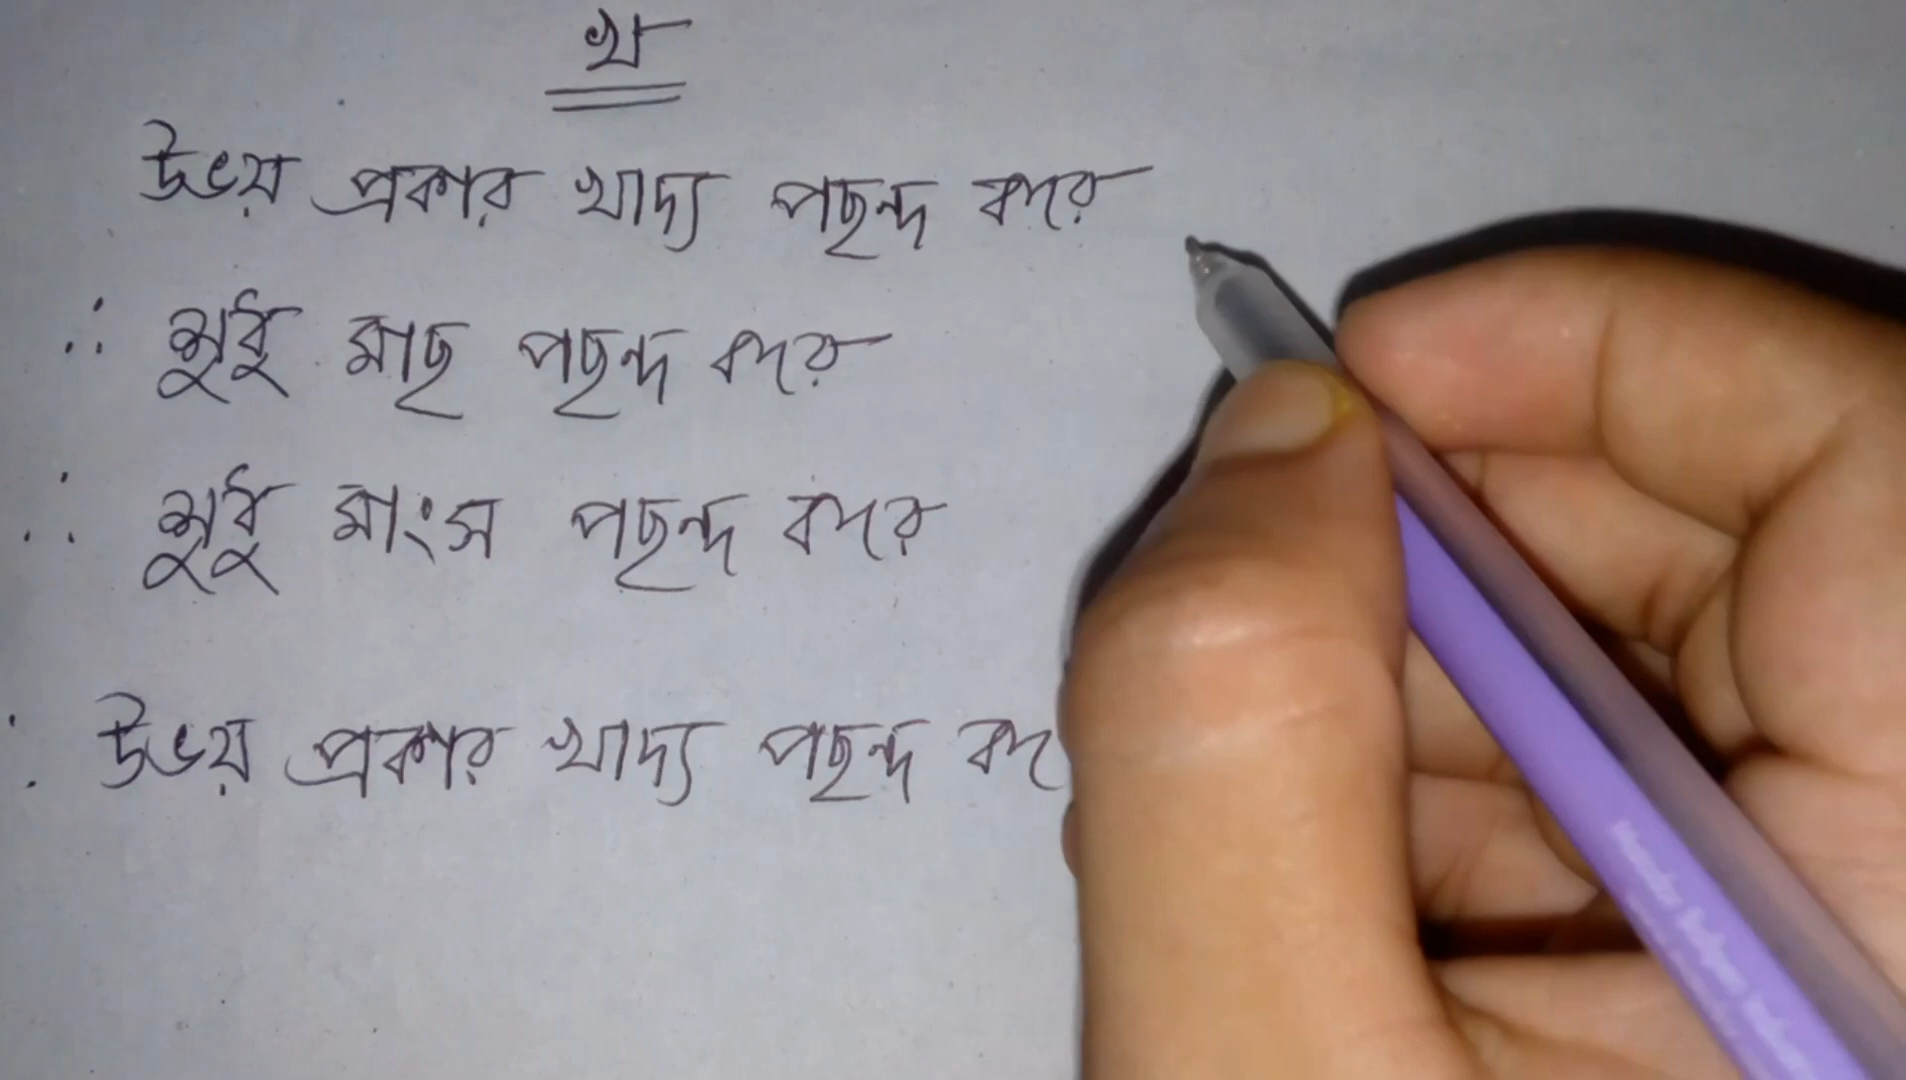 খ
উভয় প্রকার খাদ্য পছন্দ করে
∴ শুধু মাছ পছন্দ করে
∴ শুধু মাংস পছন্দ করে
∴ উভয় প্রকার খাদ্য পছন্দ